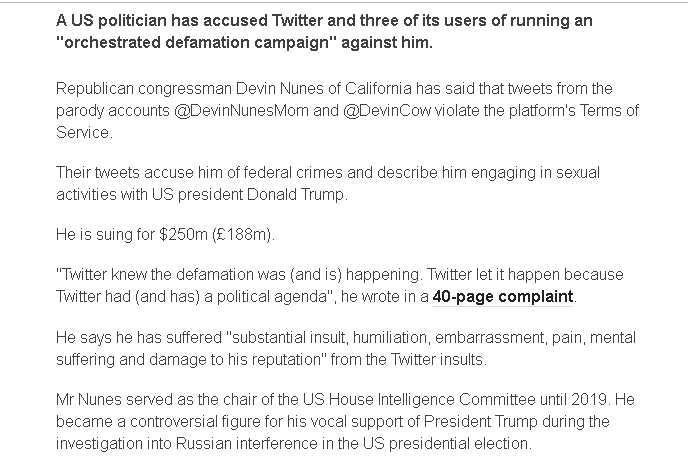 A US politician has accused Twitter and three of its users of running an
"orchestrated defamation campaign" against him.
Republican congressman Devin Nunes of California has said that tweets from the
parody accounts @DevinNunesMom and @DevinCow violate the platform's Terms of
Service.
Their tweets accuse him of federal crimes and describe him engaging in sexual
activities with US president Donald Trump.
He is suing for $250m (£188m).
"Twitter knew the defamation was (and is) happening. Twitter let it happen because
Twitter had (and has) a political agenda", he wrote in a 40-page complaint.
He says he has suffered "substantial insult, humiliation, embarrassment, pain, mental
suffering and damage to his reputation" from the Twitter insults.
Mr Nunes served as the chair of the US House Intelligence Committee until 2019. He
became a controversial figure for his vocal support of President Trump during the
investigation into Russian interference in the US presidential election.